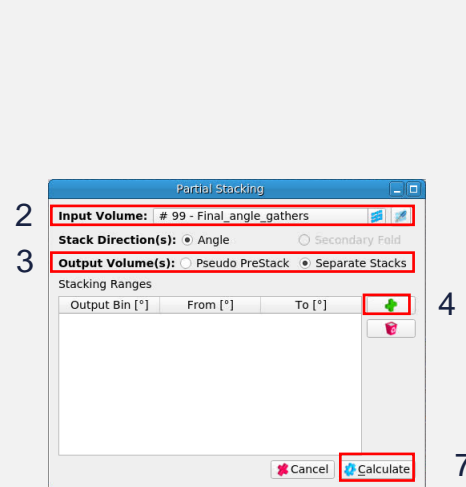 Partial Stacking
2 Input Volume: # 99 - Final_angle_gathers
Stack Direction(s): Angle Secondary Fold
3 Output Volume(s): Pseudo PreStack Separate Stacks
Stacking Ranges
Output Bin [°] From [°] To [°] 4
Cancel Calculate 7